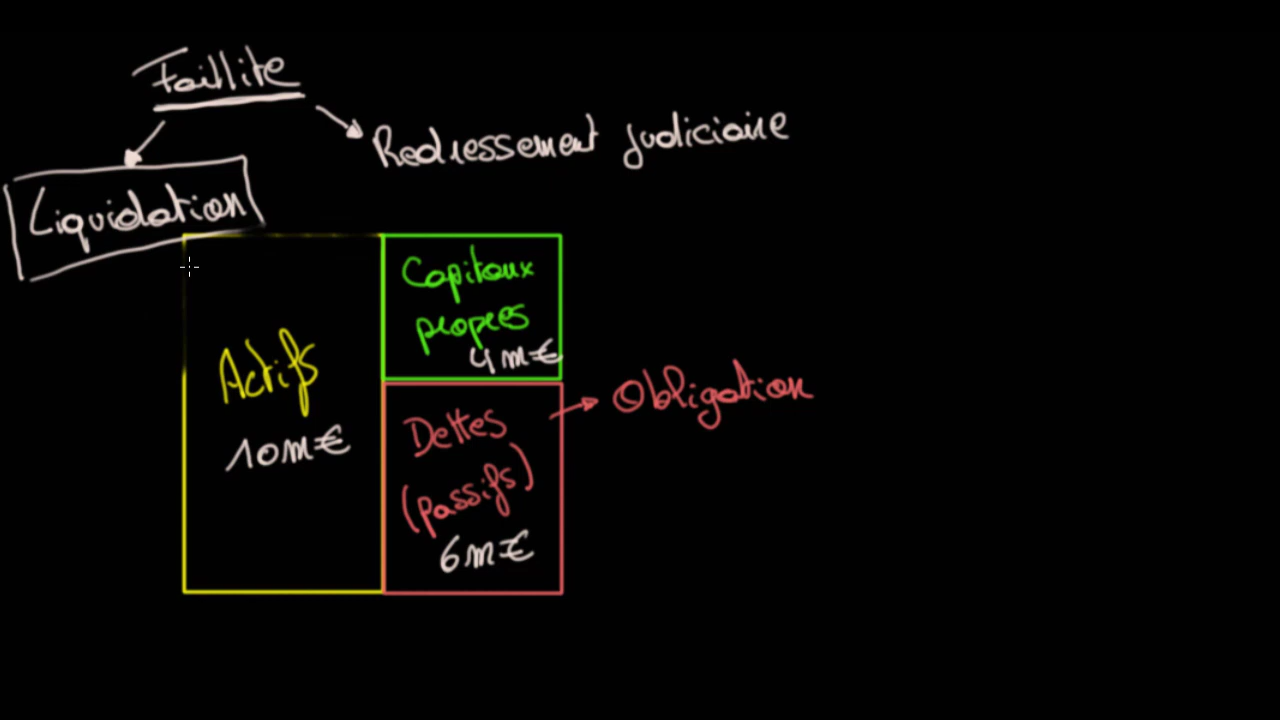 Faillite
Redressement judiciaire
Liquidation
Capitaux
propres
4m€
Actifs
10m€
Dettes
(passifs)
6m€
Obligation